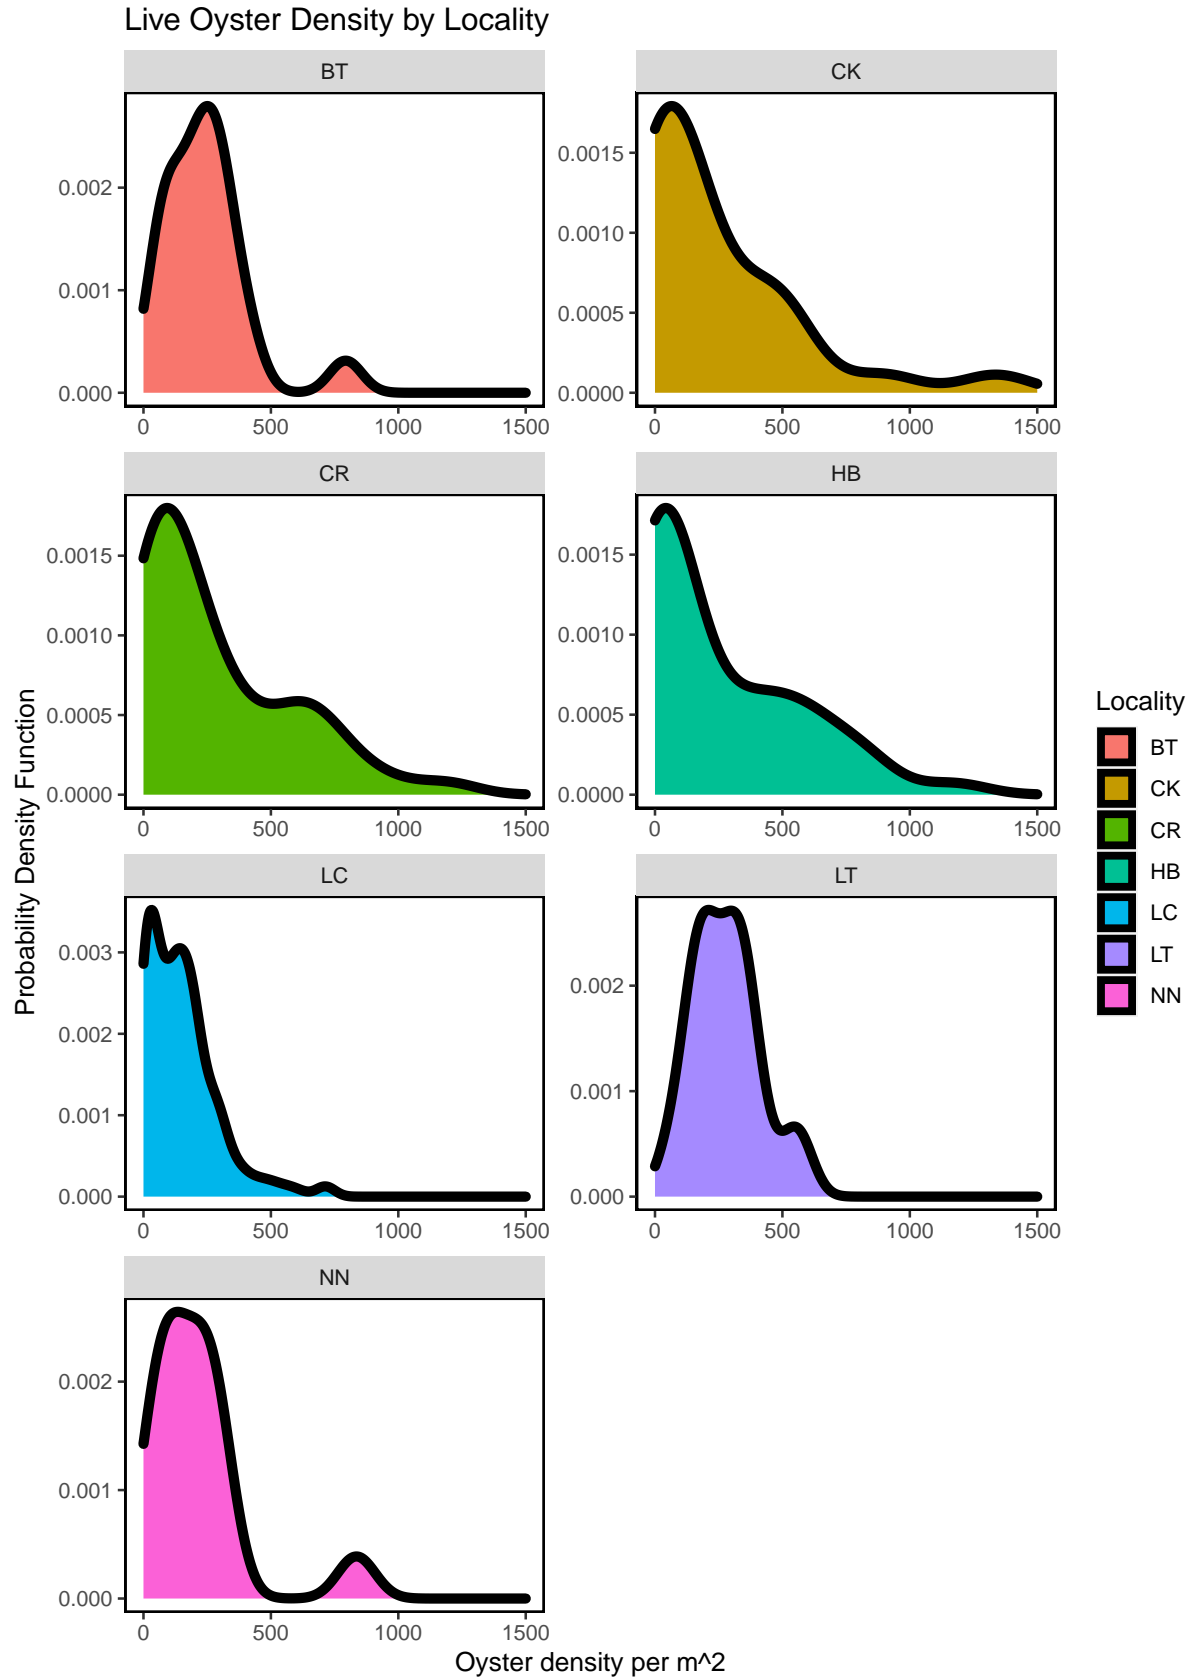 Live Oyster Density by Locality
BT
CK
0.002
0.001
0.000
0.0015
0.0010
0.0005
0.0000
0 500 1000 1500
0 500 1000 1500
CR
HB
0.0015
0.0010
0.0005
0.0000
0.0015
0.0010
0.0005
0.0000
0 500 1000 1500
0 500 1000 1500
LC
LT
0.003
0.002
0.001
0.000
0.002
0.001
0.000
0 500 1000 1500
0 500 1000 1500
NN
0.002
0.001
0.000
0 500 1000 1500
Oyster density per m^2
Probability Density Function
Locality
BT
CK
CR
HB
LC
LT
NN